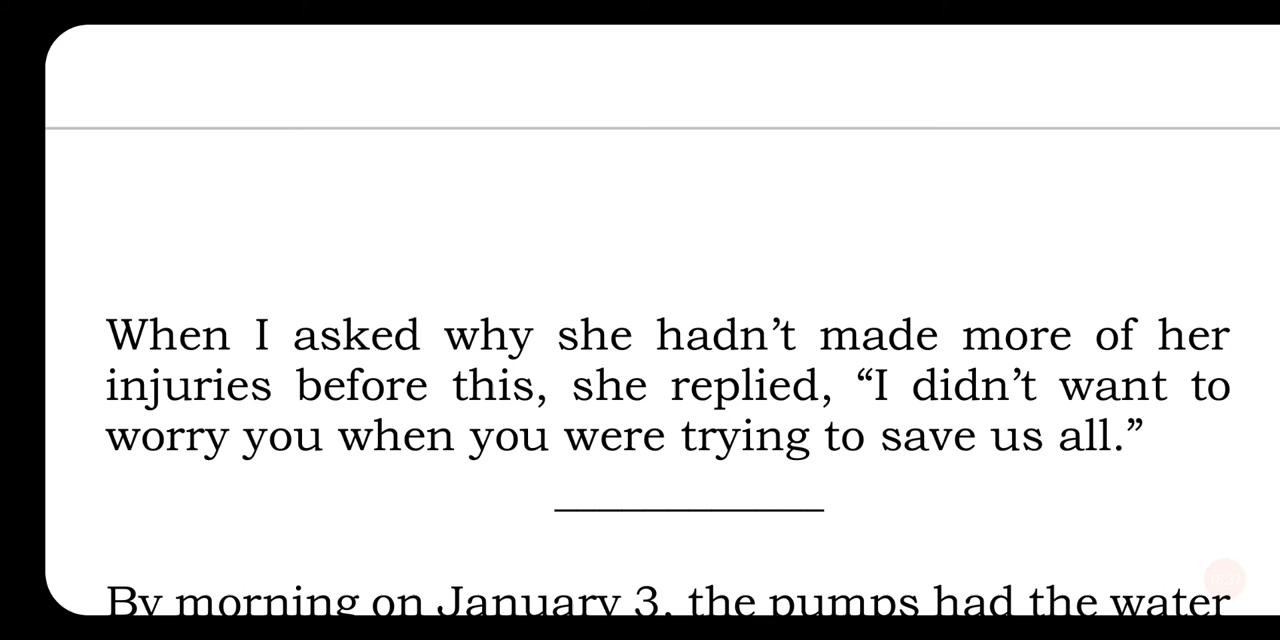 When I asked why she hadn’t made more of her
injuries before this, she replied, “I didn’t want to
worry you when you were trying to save us all.”
By morning on January 3, the pumps had the water